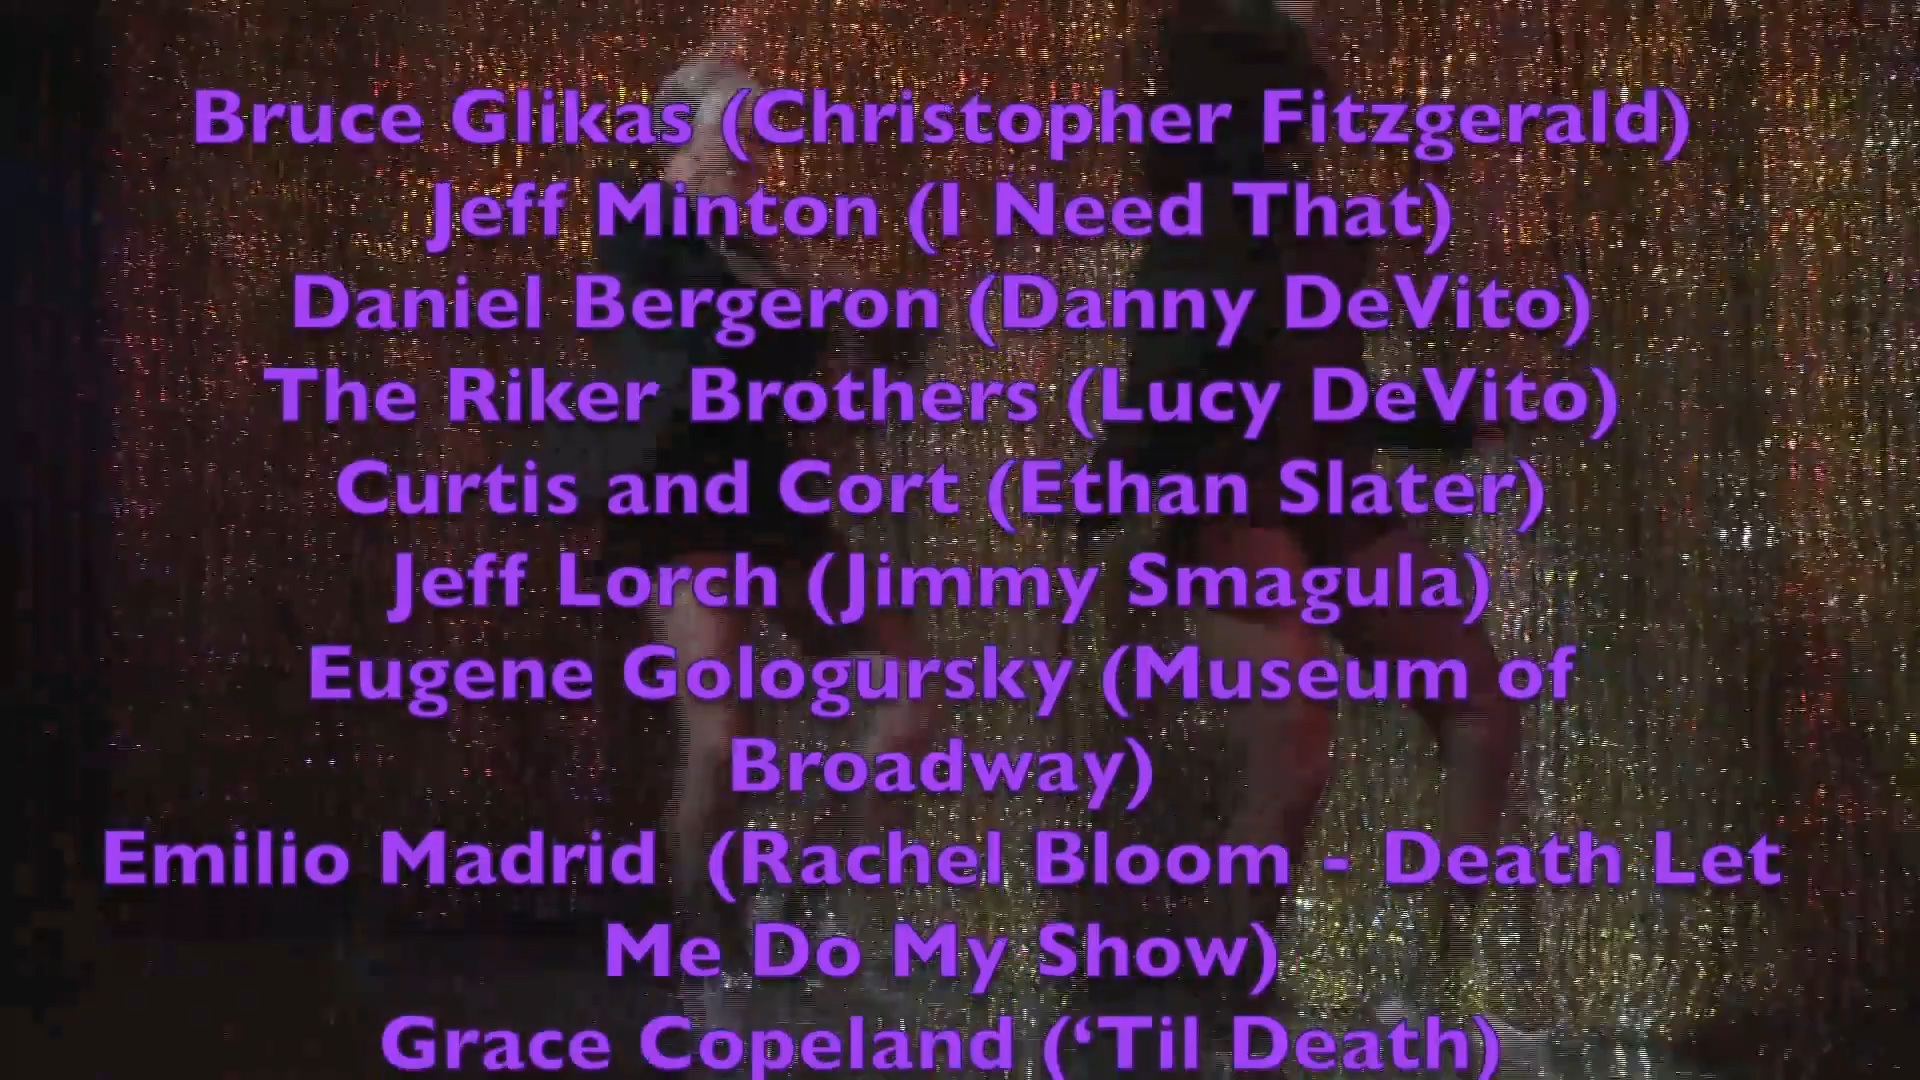 Bruce Glikas (Christopher Fitzgerald)
Jeff Minton (I Need That)
Daniel Bergeron (Danny DeVito)
The Riker Brothers (Lucy DeVito)
Curtis and Cort (Ethan Slater)
Jeff Lorch (Jimmy Smagula)
Eugene Gologursky (Museum of
Broadway)
Emilio Madrid  (Rachel Bloom - Death Let
Me Do My Show)
Grace Copeland (‘Til Death)